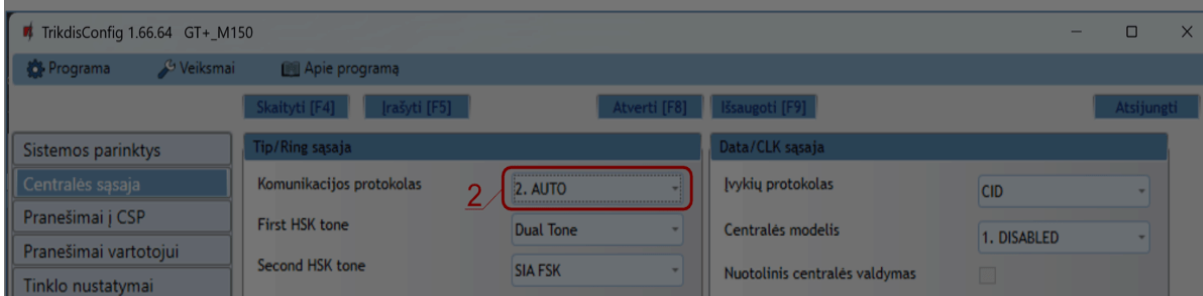 TrikdisConfig 1.66.64 GT+_M150
Programa Veiksmai Apie programą
Skaityti [F4] Įrašyti [F5] Atverti [F8] Išsaugoti [F9] Atsijungti
Sistemos parinktys
Centralės sąsaja
Pranešimai į CSP
Pranešimai vartotojui
Tinklo nustatymai
Tip/Ring sąsaja
Komunikacijos protokolas 2 2. AUTO
First HSK tone Dual Tone
Second HSK tone SIA FSK
Data/CLK sąsaja
Įvykių protokolas CID
Centralės modelis 1. DISABLED
Nuotolinis centralės valdymas